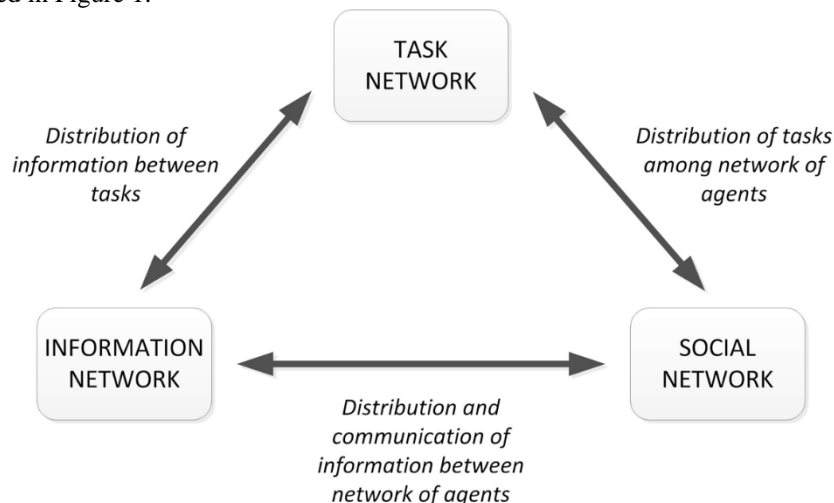 ed in Figure 1.
TASK
NETWORK
Distribution of
information between
tasks
Distribution of tasks
among network of
agents
INFORMATION
NETWORK
SOCIAL
NETWORK
Distribution and
communication of
information between
network of agents